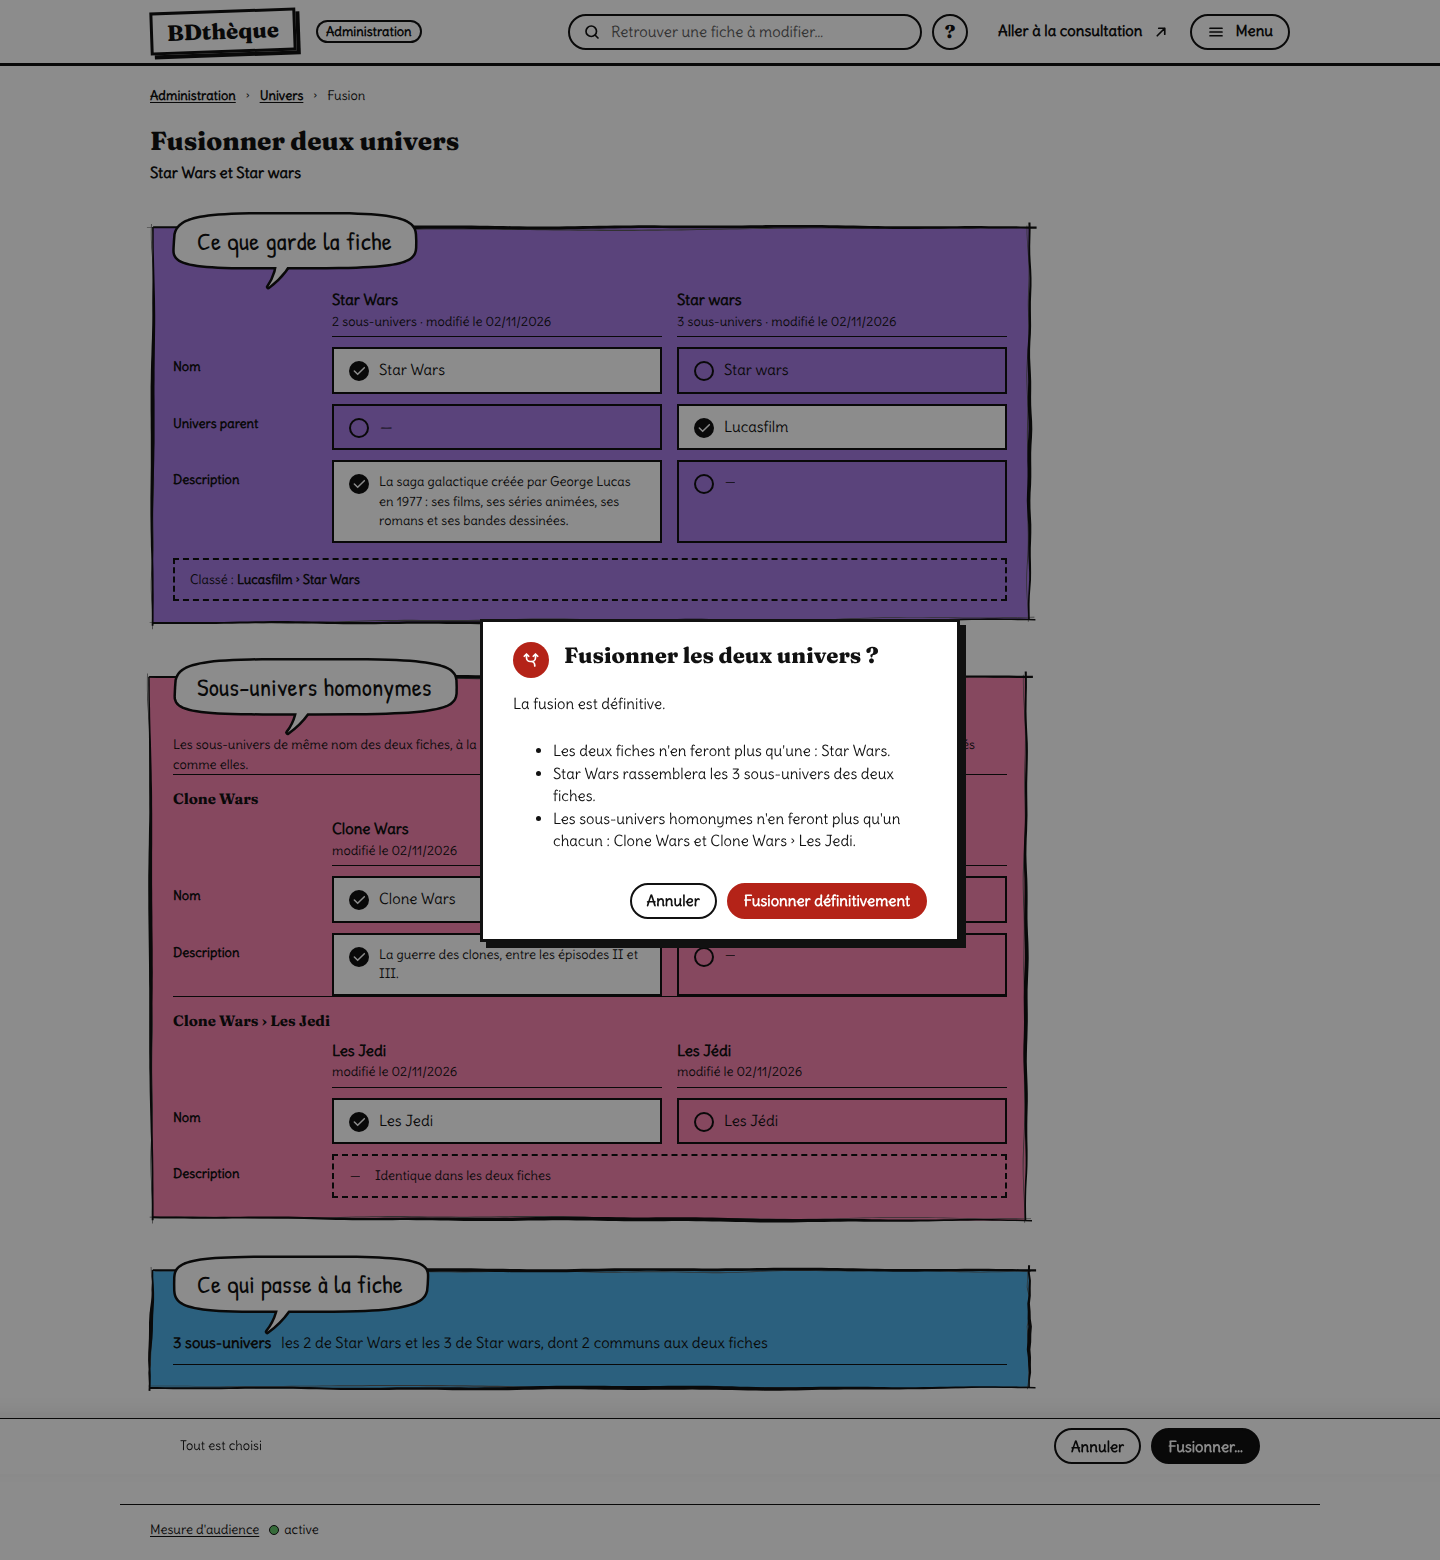 BDthèque
Administration
Retrouver une fiche à modifier...
?
Aller à la consultation
Menu
Administration › Univers › Fusion
Fusionner deux univers
Star Wars et Star wars
Ce que garde la fiche
Star Wars
2 sous-univers · modifié le 02/11/2026
Star wars
3 sous-univers · modifié le 02/11/2026
Nom
Star Wars
Star wars
Univers parent
—
Lucasfilm
Description
La saga galactique créée par George Lucas
en 1977 : ses films, ses séries animées, ses
romans et ses bandes dessinées.
—
Classé : Lucasfilm › Star Wars
Sous-univers homonymes
Les sous-univers de même nom des deux fiches, à la
comme elles.
Clone Wars
Clone Wars
modifié le 02/11/2026
Nom
Clone Wars
Description
La guerre des clones, entre les épisodes II et
III.
—
Fusionner les deux univers ?
La fusion est définitive.
• Les deux fiches n'en feront plus qu'une : Star Wars.
• Star Wars rassemblera les 3 sous-univers des deux
fiches.
• Les sous-univers homonymes n'en feront plus qu'un
chacun : Clone Wars et Clone Wars › Les Jedi.
Annuler
Fusionner définitivement
Clone Wars › Les Jedi
Les Jedi
modifié le 02/11/2026
Les Jédi
modifié le 02/11/2026
Nom
Les Jedi
Les Jédi
Description
— Identique dans les deux fiches
Ce qui passe à la fiche
3 sous-univers les 2 de Star Wars et les 3 de Star wars, dont 2 communs aux deux fiches
Tout est choisi
Annuler
Fusionner...
Mesure d'audience
active